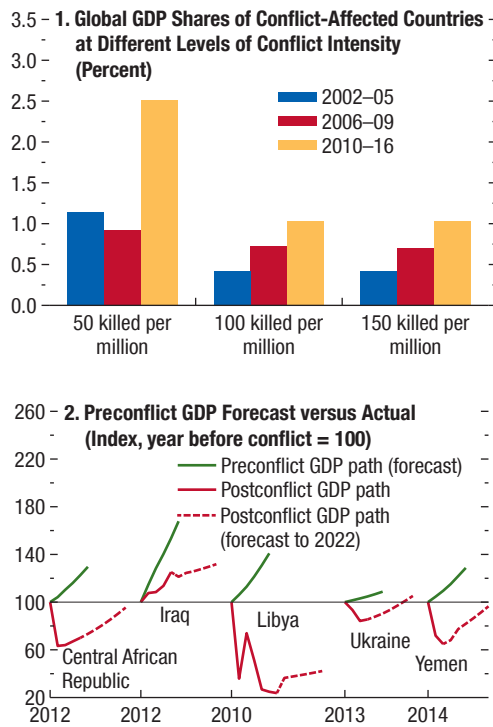 1. Global GDP Shares of Conflict-Affected Countries
at Different Levels of Conflict Intensity
(Percent)
3.5
3.0
2.5
2.0
1.5
1.0
0.5
0.0
2002–05
2006–09
2010–16
50 killed per
million
100 killed per
million
150 killed per
million
2. Preconflict GDP Forecast versus Actual
(Index, year before conflict = 100)
260
220
180
140
100
60
20
Preconflict GDP path (forecast)
Postconflict GDP path
Postconflict GDP path
(forecast to 2022)
Central African
Republic
Iraq
Libya
Ukraine
Yemen
2012
2012
2010
2013
2014